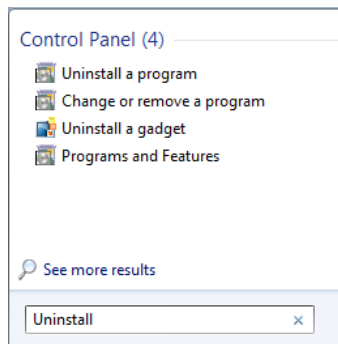 Control Panel (4)
Uninstall a program
Change or remove a program
Uninstall a gadget
Programs and Features
See more results
Uninstall